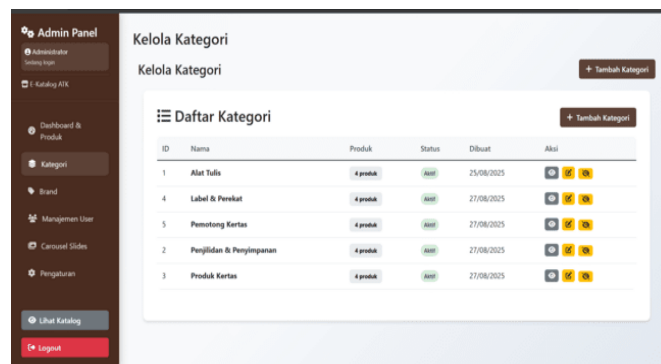 Admin Panel
Administrator
Sedang login
E-Katalog ATK
Dashboard &
Produk
Kategori
Brand
Manajemen User
Carousel Slides
Pengaturan
Lihat Katalog
Logout
Kelola Kategori
Kelola Kategori
+ Tambah Kategori
Daftar Kategori
+ Tambah Kategori
ID Nama Produk Status Dibuat Aksi
1 Alat Tulis 4 produk Aktif 25/08/2025
4 Label & Perekat 4 produk Aktif 27/08/2025
5 Pemotong Kertas 4 produk Aktif 27/08/2025
2 Penjilidan & Penyimpanan 4 produk Aktif 27/08/2025
3 Produk Kertas 4 produk Aktif 27/08/2025